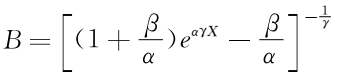 B = [(1 + β/α)e^{αγX} − β/α]^{−1/γ}